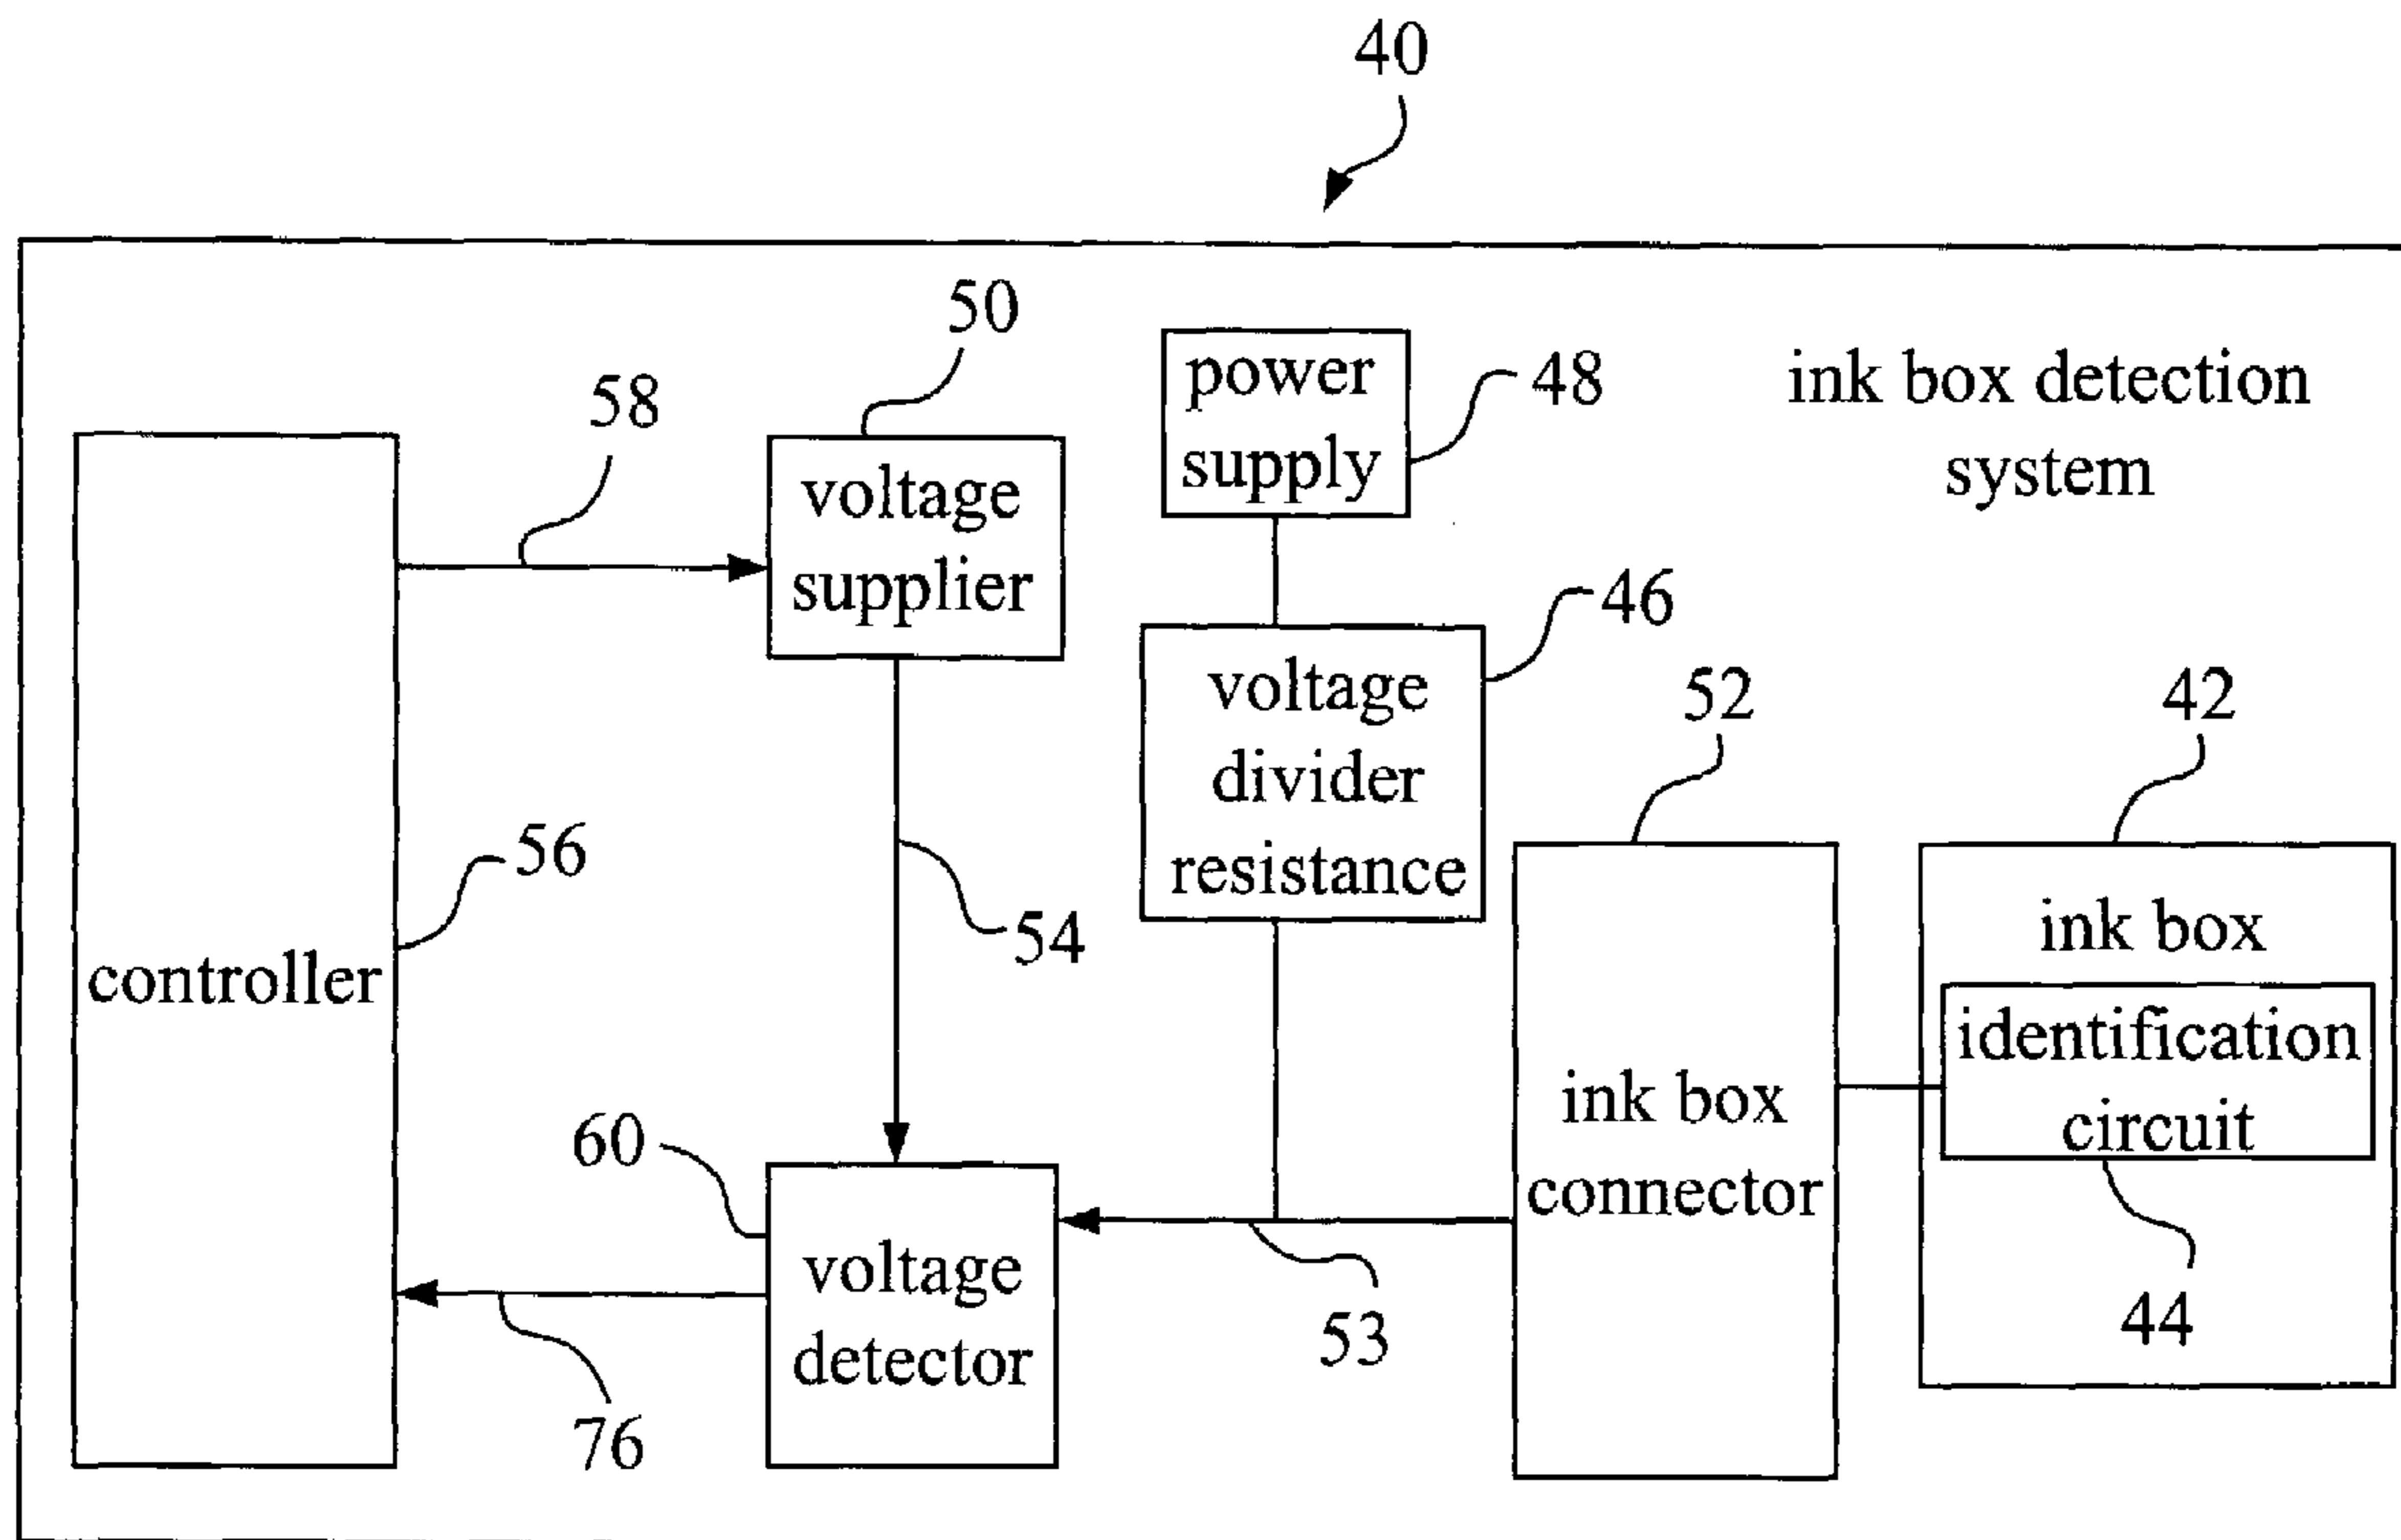 40
50
58
power
supply
48
ink box detection
system
voltage
supplier
46
voltage
divider
resistance
52
42
56
54
controller
ink box
identification
circuit
44
ink box
connector
60
voltage
detector
53
76